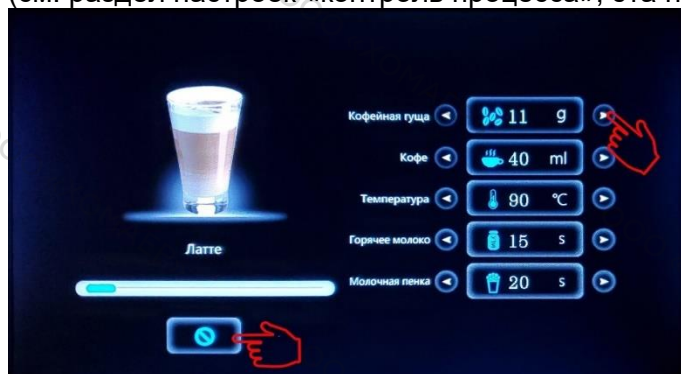 Кофейная гуща 11 g
Кофе 40 ml
Температура 90 °C
Горячее молоко 15 s
Молочная пенка 20 s
Латте